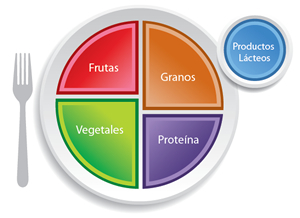 Frutas
Granos
Productos
Lácteos
Vegetales
Proteína